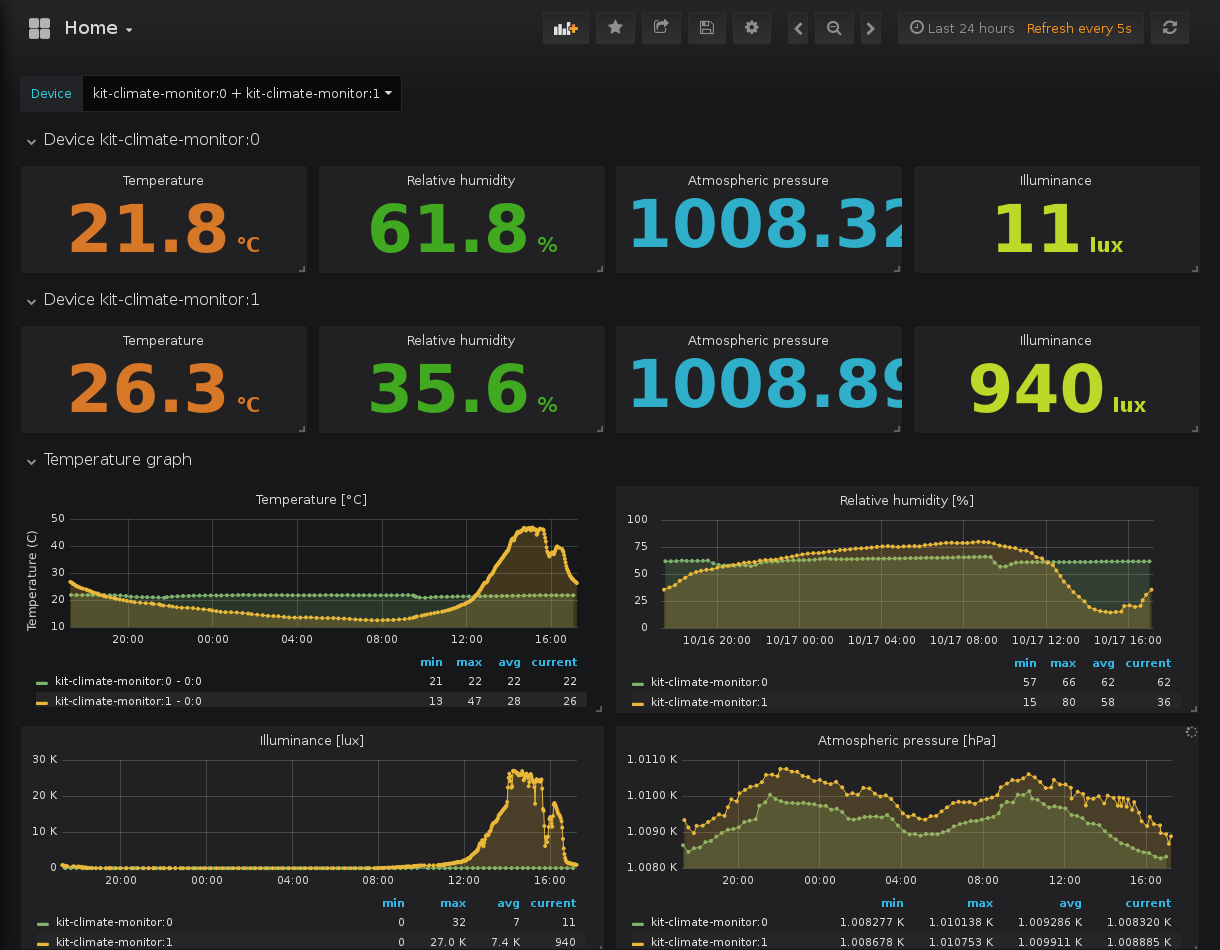 Home
Last 24 hours Refresh every 5s
Device kit-climate-monitor:0 + kit-climate-monitor:1
Device kit-climate-monitor:0
Temperature Relative humidity Atmospheric pressure Illuminance
21.8 °C 61.8 % 1008.32 11 lux
Device kit-climate-monitor:1
Temperature Relative humidity Atmospheric pressure Illuminance
26.3 °C 35.6 % 1008.89 940 lux
Temperature graph
Temperature [°C]
Temperature (C)
50
40
30
20
10
20:00 00:00 04:00 08:00 12:00 16:00
min max avg current
kit-climate-monitor:0 - 0:0 21 22 22 22
kit-climate-monitor:1 - 0:0 13 47 28 26
Relative humidity [%]
100
75
50
25
0
10/16 20:00 10/17 00:00 10/17 04:00 10/17 08:00 10/17 12:00 10/17 16:00
min max avg current
kit-climate-monitor:0 57 66 62 62
kit-climate-monitor:1 15 80 58 36
Illuminance [lux]
30 K
20 K
10 K
0
20:00 00:00 04:00 08:00 12:00 16:00
min max avg current
kit-climate-monitor:0 0 32 7 11
kit-climate-monitor:1 0 27.0 K 7.4 K 940
Atmospheric pressure [hPa]
1.0110 K
1.0100 K
1.0090 K
1.0080 K
20:00 00:00 04:00 08:00 12:00 16:00
min max avg current
kit-climate-monitor:0 1.008277 K 1.010138 K 1.009286 K 1.008320 K
kit-climate-monitor:1 1.008678 K 1.010753 K 1.009911 K 1.008885 K